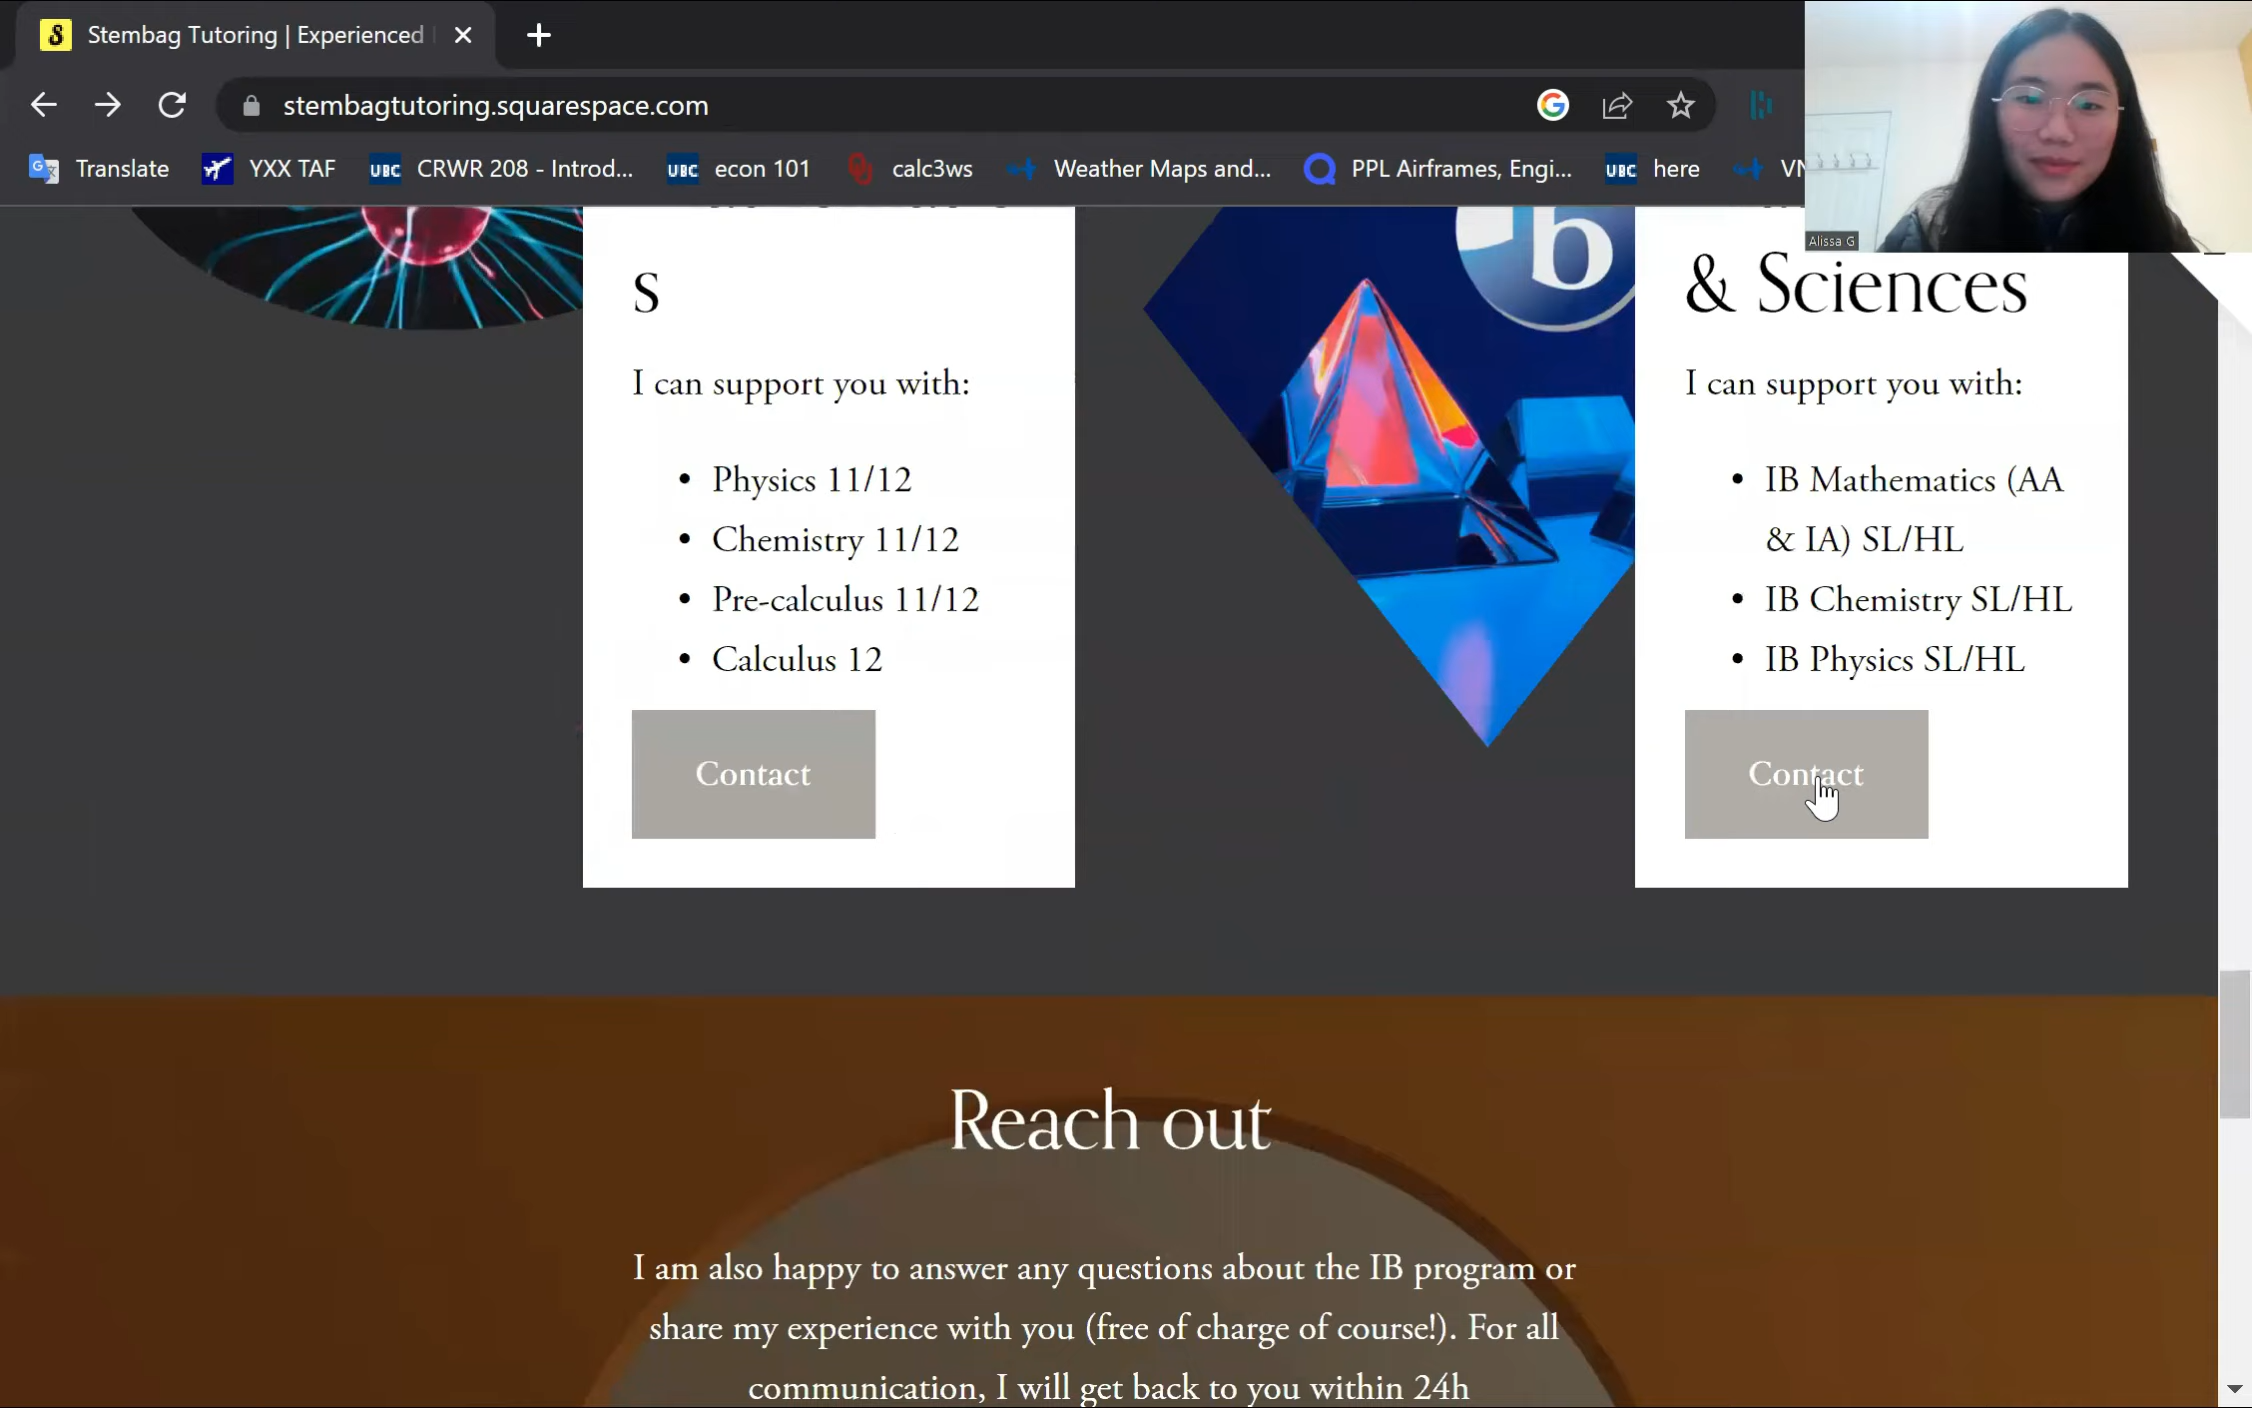 Stembag Tutoring | Experienced
stembagtutoring.squarespace.com
Translate
YXX TAF
UBC
CRWR 208 - Introd...
UBC
econ 101
calc3ws
Weather Maps and...
PPL Airframes, Engi...
UBC
here
Alissa G
s
I can support you with:
• Physics 11/12
• Chemistry 11/12
• Pre-calculus 11/12
• Calculus 12
Contact
b
& Sciences
I can support you with:
• IB Mathematics (AA
& IA) SL/HL
• IB Chemistry SL/HL
• IB Physics SL/HL
Contact
Reach out
I am also happy to answer any questions about the IB program or
share my experience with you (free of charge of course!). For all
communication, I will get back to you within 24h